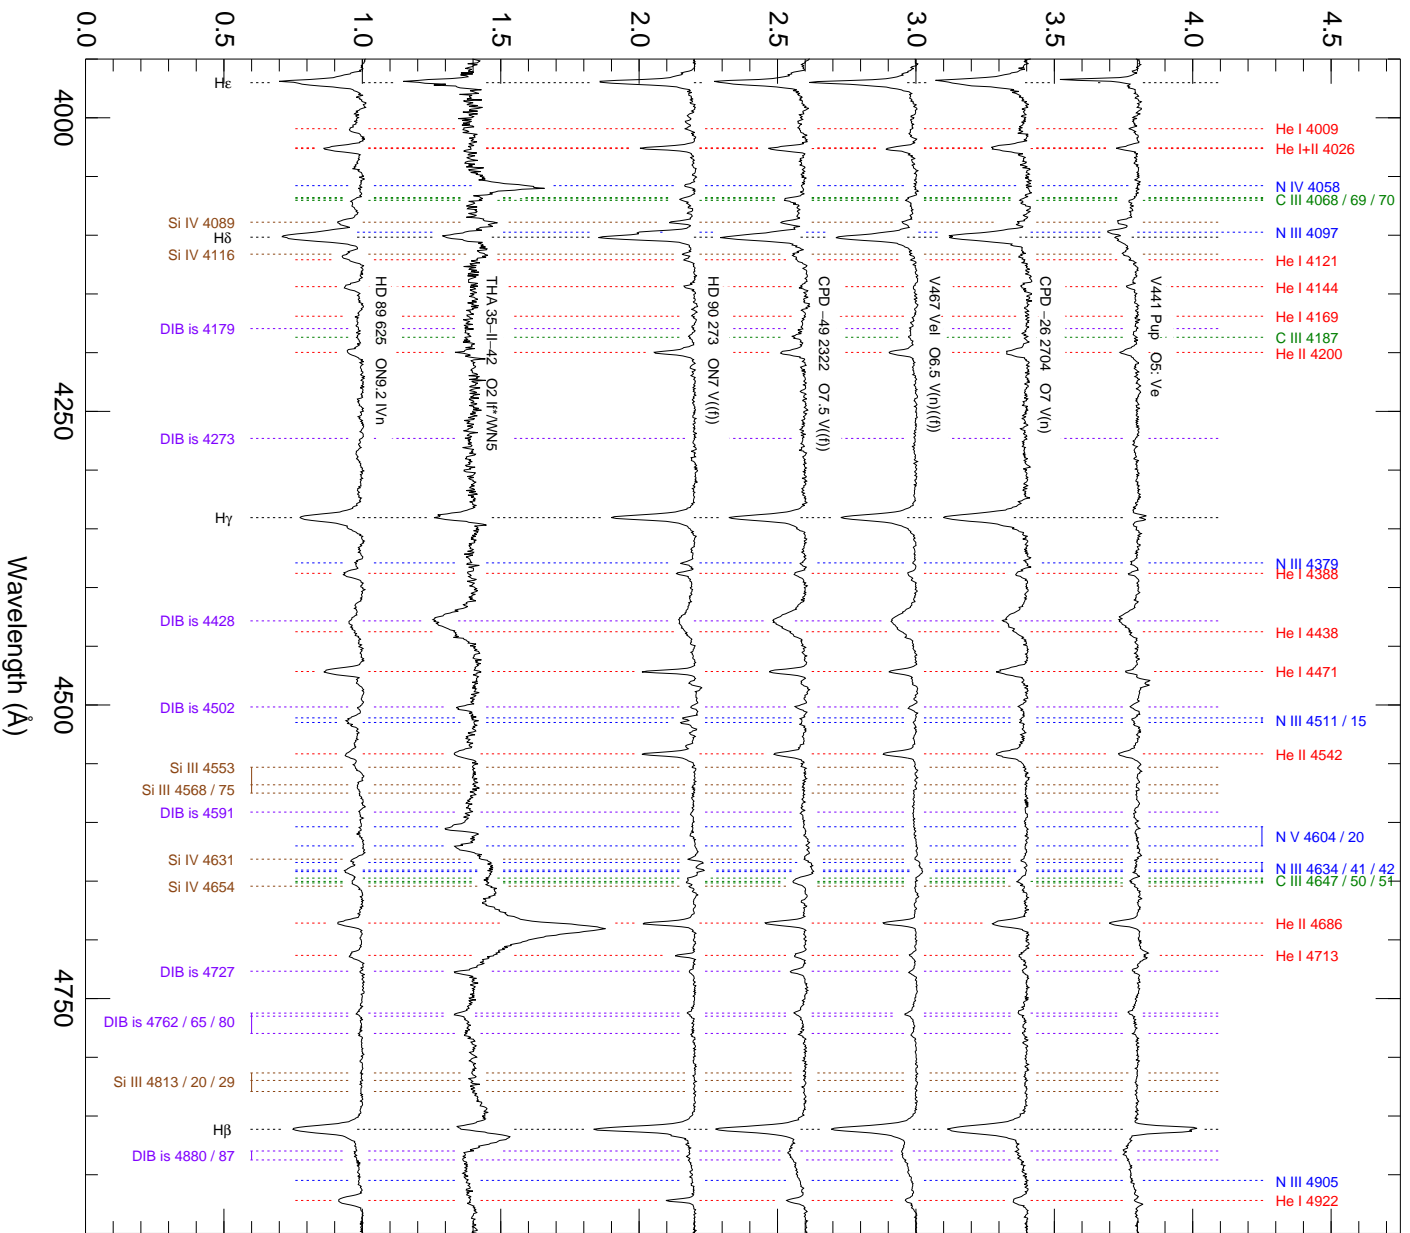 0.0
0.5
1.0
1.5
2.0
2.5
3.0
3.5
4.0
4.5
4000
4250
4500
4750
Wavelength (Å)
Hε
Si IV 4089
Hδ
Si IV 4116
DIB is 4179
DIB is 4273
Hγ
DIB is 4428
DIB is 4502
Si III 4553
Si III 4568 / 75
DIB is 4591
Si IV 4631
Si IV 4654
DIB is 4727
DIB is 4762 / 65 / 80
Si III 4813 / 20 / 29
Hβ
DIB is 4880 / 87
He I 4009
He I+II 4026
N IV 4058
C III 4068 / 69 / 70
N III 4097
He I 4121
He I 4144
He I 4169
C III 4187
He II 4200
N III 4379
He I 4388
He I 4438
He I 4471
N III 4511 / 15
He II 4542
N V 4604 / 20
N III 4634 / 41 / 42
C III 4647 / 50 / 51
He II 4686
He I 4713
N III 4905
He I 4922
HD 89 625 ON9.2 IVn
THA 35–II–42 O2 If*/WN5
HD 90 273 ON7 V((f))
CPD –49 2322 O7.5 V((f))
V467 Vel O6.5 V(n)((f))
CPD –26 2704 O7 V(n)
V441 Pup O5: Ve